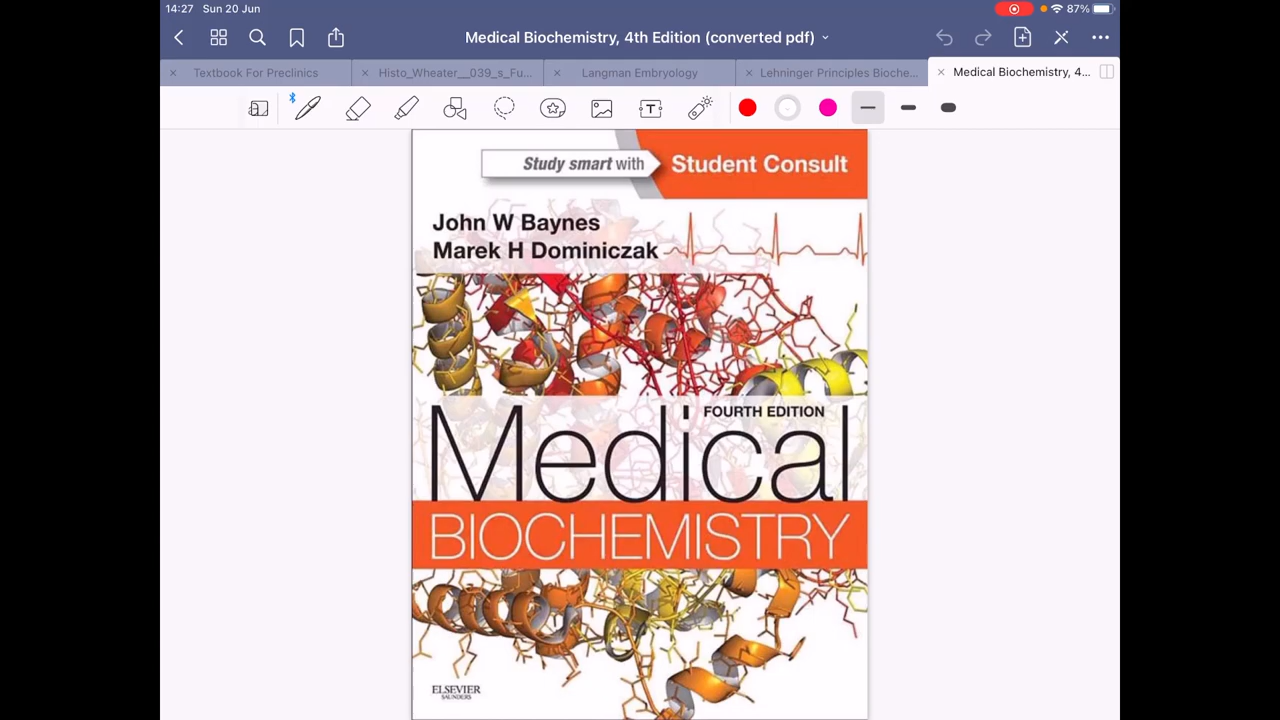 14:27 Sun 20 Jun
87%
Medical Biochemistry, 4th Edition (converted pdf)
Textbook For Preclinics
Histo_Wheater__039_s_Fu...
Langman Embryology
Lehninger Principles Bioche...
Medical Biochemistry, 4...
T
Study smart with Student Consult
John W Baynes
Marek H Dominiczak
FOURTH EDITION
Medical
BIOCHEMISTRY
ELSEVIER
SAUNDERS